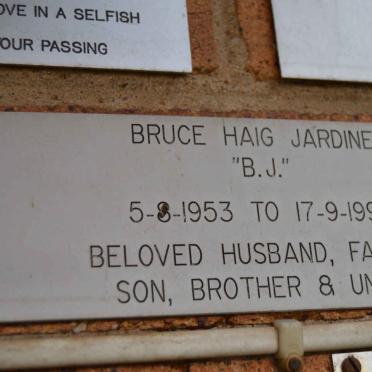 OVE IN A SELFISH
YOUR PASSING
BRUCE HAIG JARDINE
"B.J."
5-8-1953 TO 17-9-199
BELOVED HUSBAND, FA
SON, BROTHER & UN